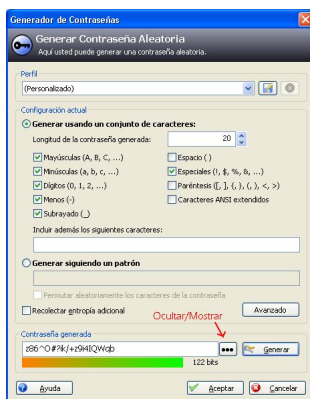 Generador de Contraseñas
Generar Contraseña Aleatoria
Aquí usted puede generar una contraseña aleatoria.
Perfil
(Personalizado)
Configuración actual
Generar usando un conjunto de caracteres:
Longitud de la contraseña generada: 20
Mayúsculas (A, B, C, ...) Espacio ( )
Minúsculas (a, b, c, ...) Especiales (!, $, %, &, ...)
Dígitos (0, 1, 2, ...) Paréntesis ([, ], {, }, (, ), <, >)
Menos (-) Caracteres ANSI extendidos
Subrayado (_)
Incluir además los siguientes caracteres:
Generar siguiendo un patrón
Permutar aleatoriamente los caracteres de la contraseña
Recolectar entropía adicional Avanzado
Ocultar/Mostrar
Contraseña generada
z86^O#?ik/+z9i4IQWqb Generar
122 bits
Ayuda Aceptar Cancelar